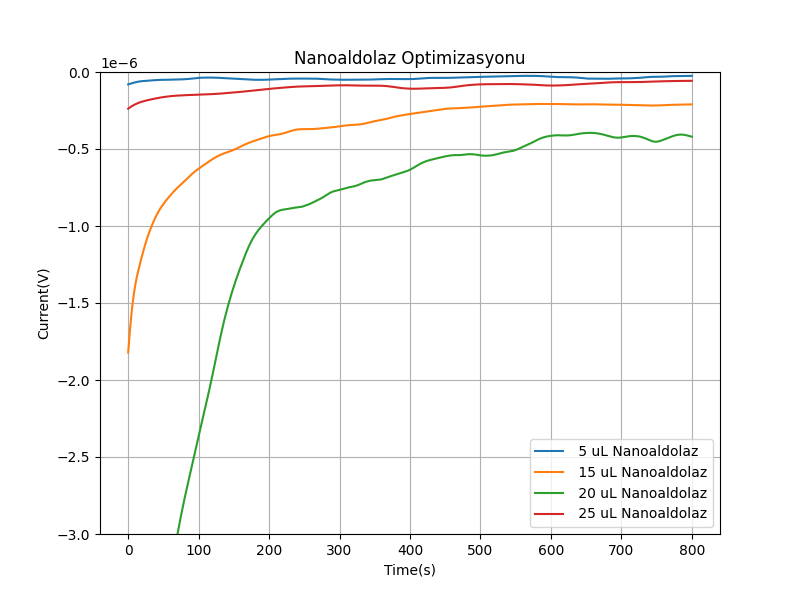 Nanoaldolaz Optimizasyonu
1e−6
0.0
−0.5
−1.0
−1.5
−2.0
−2.5
−3.0
Current(V)
5 uL Nanoaldolaz
15 uL Nanoaldolaz
20 uL Nanoaldolaz
25 uL Nanoaldolaz
0 100 200 300 400 500 600 700 800
Time(s)